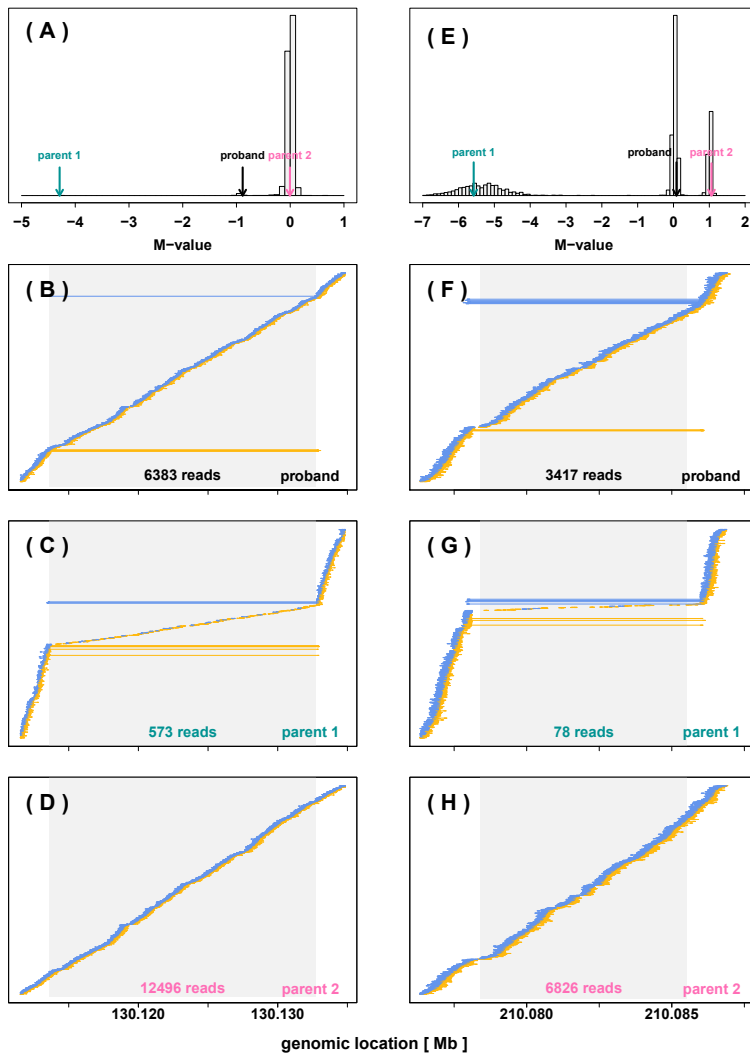 ( A )
( E )
parent 1
proband
parent 2
parent 1
proband
parent 2
−5 −4 −3 −2 −1 0 1
−7 −6 −5 −4 −3 −2 −1 0 1 2
M−value
M−value
( B )
( F )
6383 reads
proband
3417 reads
proband
( C )
( G )
573 reads
parent 1
78 reads
parent 1
( D )
( H )
12496 reads
parent 2
6826 reads
parent 2
130.120 130.130
210.080 210.085
genomic location [ Mb ]